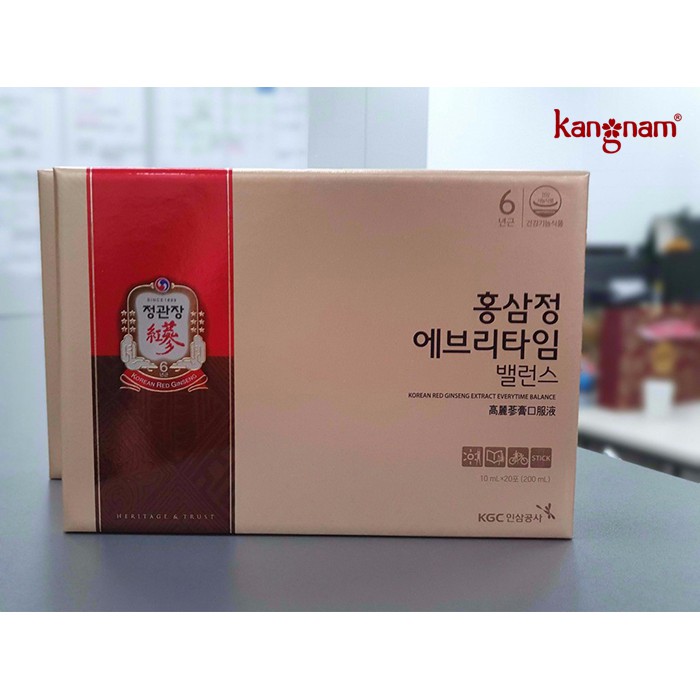 kangnam®
6
년근
건강기능식품
홍삼정
에브리타임
밸런스
KOREAN RED GINSENG EXTRACT EVERYTIME BALANCE
高麗蔘膏口服液
STICK
10 mL×20포 (200 mL)
KGC 인삼공사
SINCE 1899
정관장
紅蔘
6
년근
KOREAN RED GINSENG
HERITAGE & TRUST